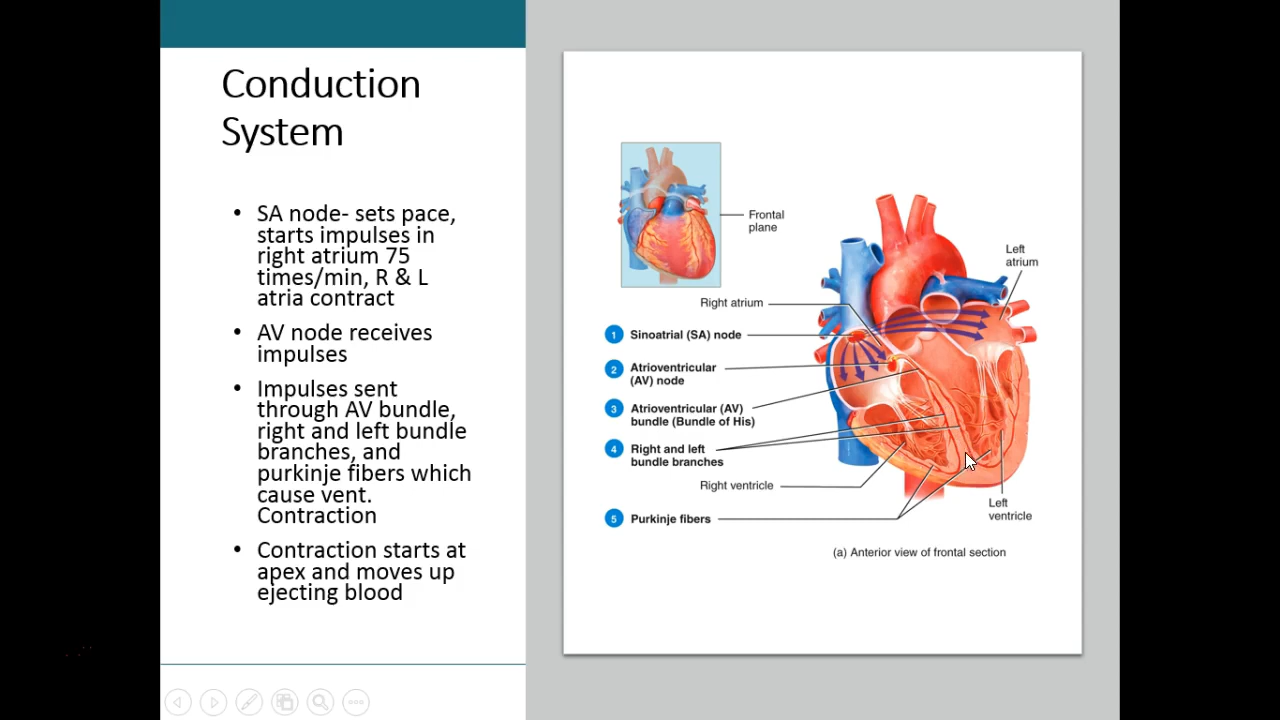 Conduction
System
• SA node- sets pace,
starts impulses in
right atrium 75
times/min, R & L
atria contract
• AV node receives
impulses
• Impulses sent
through AV bundle,
right and left bundle
branches, and
purkinje fibers which
cause vent.
Contraction
• Contraction starts at
apex and moves up
ejecting blood
Frontal
plane
Left
atrium
Right atrium
1 Sinoatrial (SA) node
2 Atrioventricular
(AV) node
3 Atrioventricular (AV)
bundle (Bundle of His)
4 Right and left
bundle branches
Right ventricle
Left
ventricle
5 Purkinje fibers
(a) Anterior view of frontal section